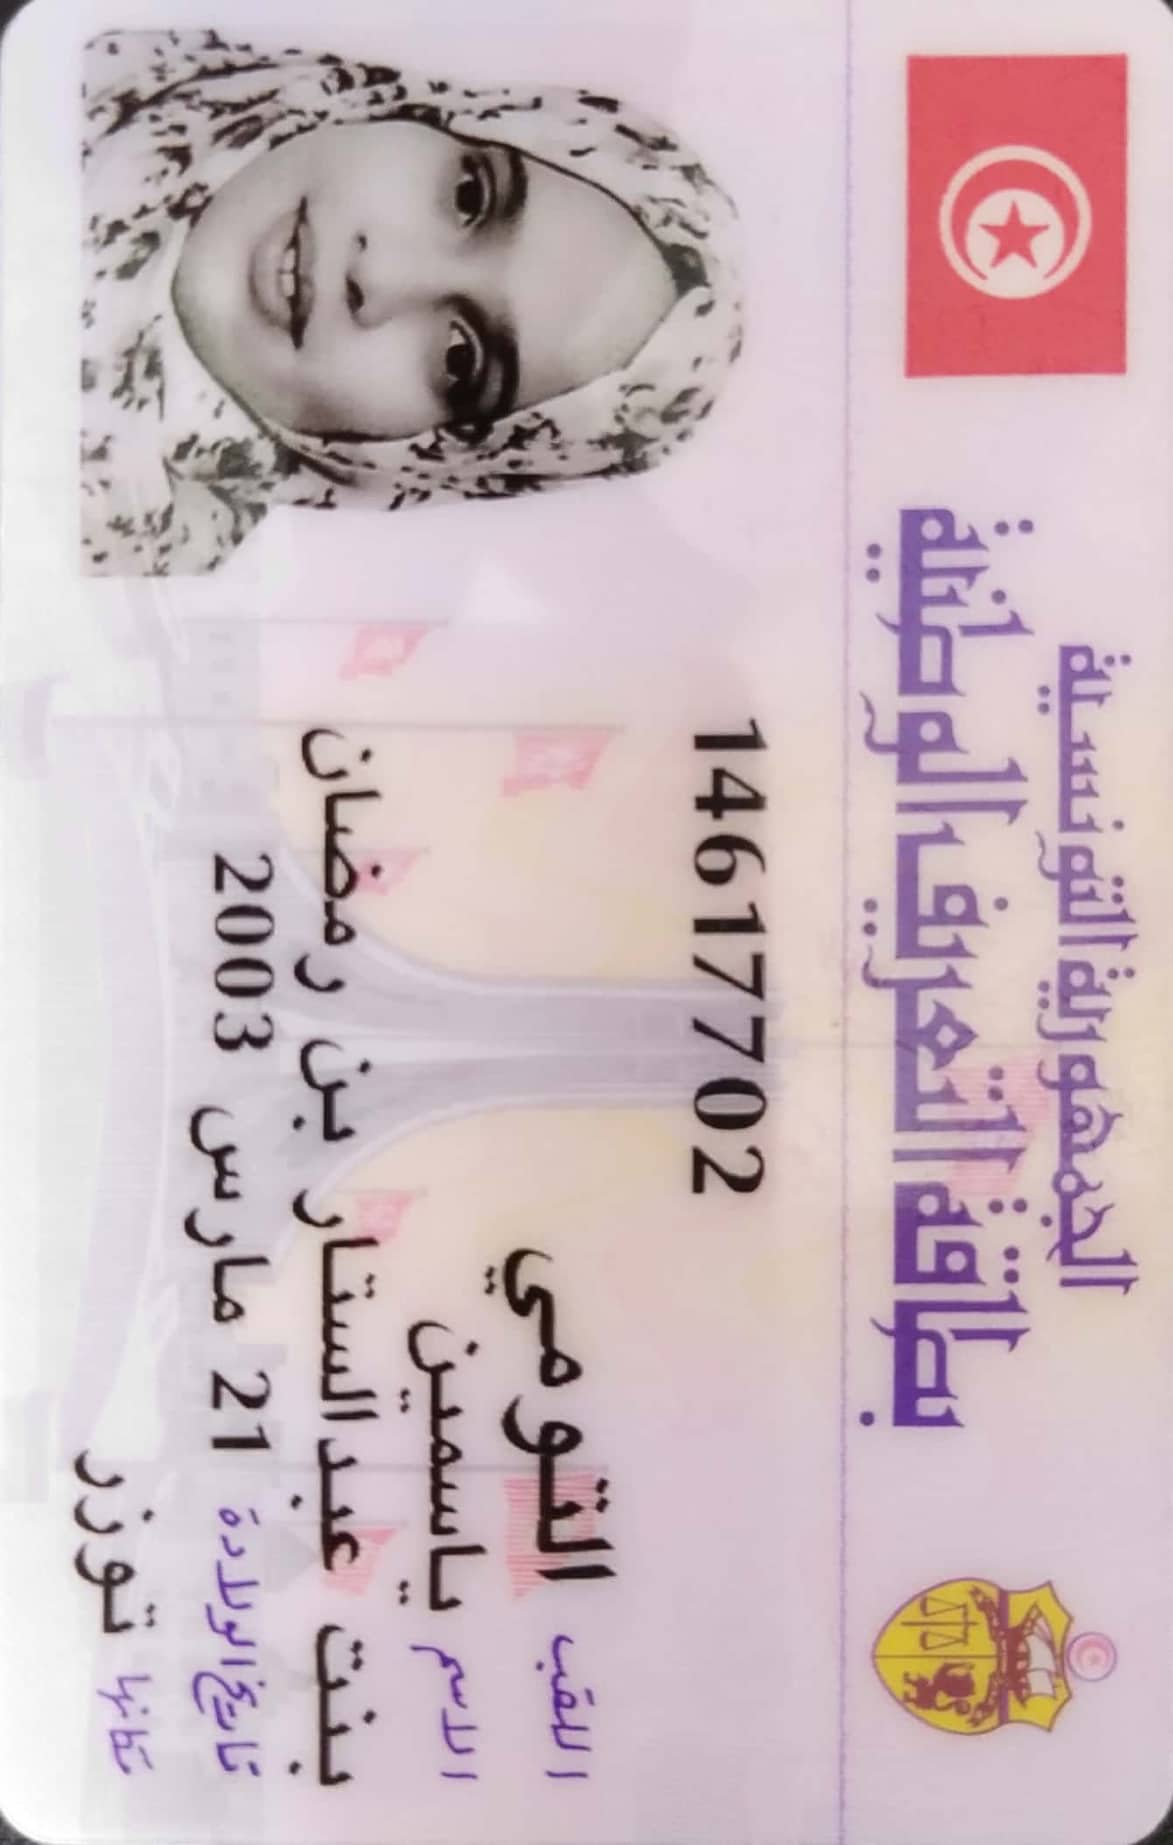 الجمهورية التونسية
بطاقة التعريف الوطنية
14617702
اللقب التومي
الاسم ياسمين
بنت عبد الستار بن رمضان
تاريخ الولادة 21 مارس 2003
مكانها توزر